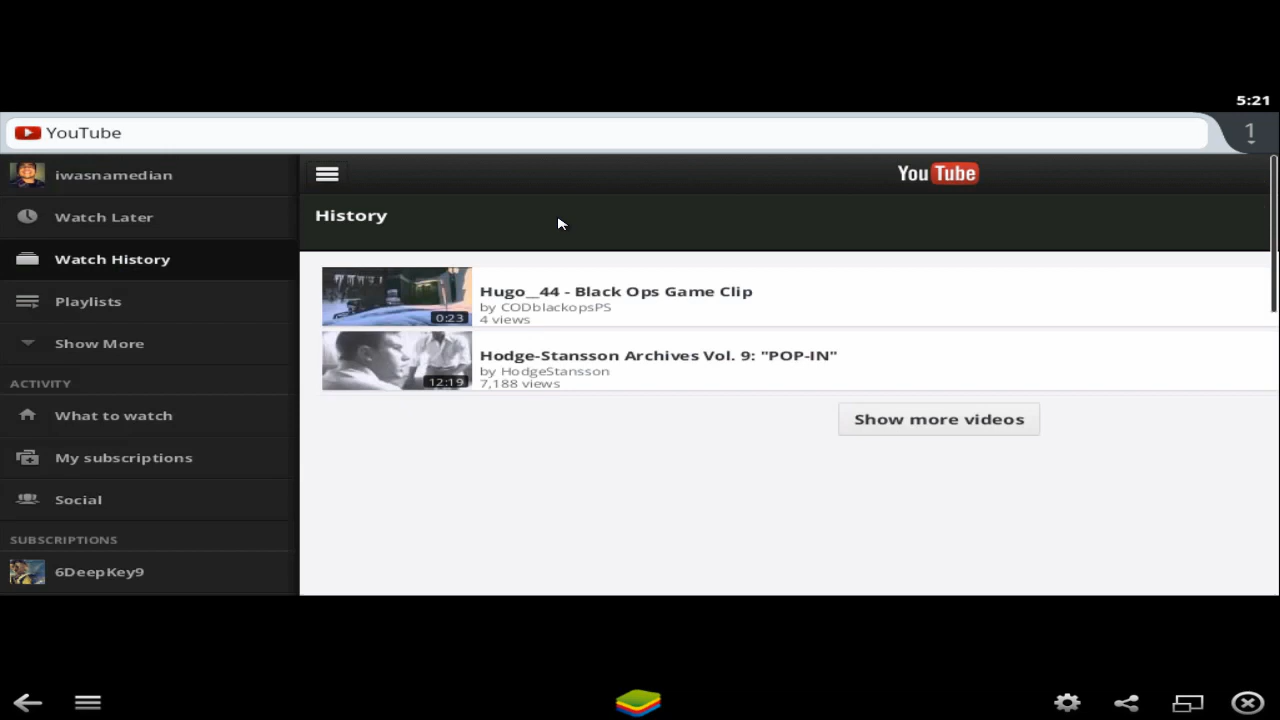 5:21
YouTube
1
iwasnamedian
Watch Later
Watch History
Playlists
Show More
ACTIVITY
What to watch
My subscriptions
Social
SUBSCRIPTIONS
6DeepKey9
YouTube
History
Hugo__44 - Black Ops Game Clip
by CODblackopsPS
4 views
0:23
Hodge-Stansson Archives Vol. 9: "POP-IN"
by HodgeStansson
7,188 views
12:19
Show more videos